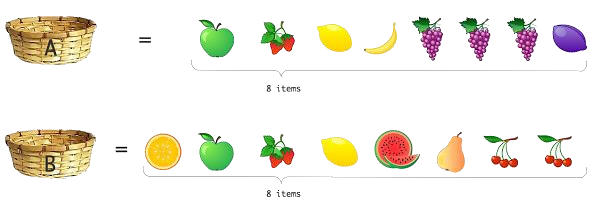 A =
8 items
B =
8 items